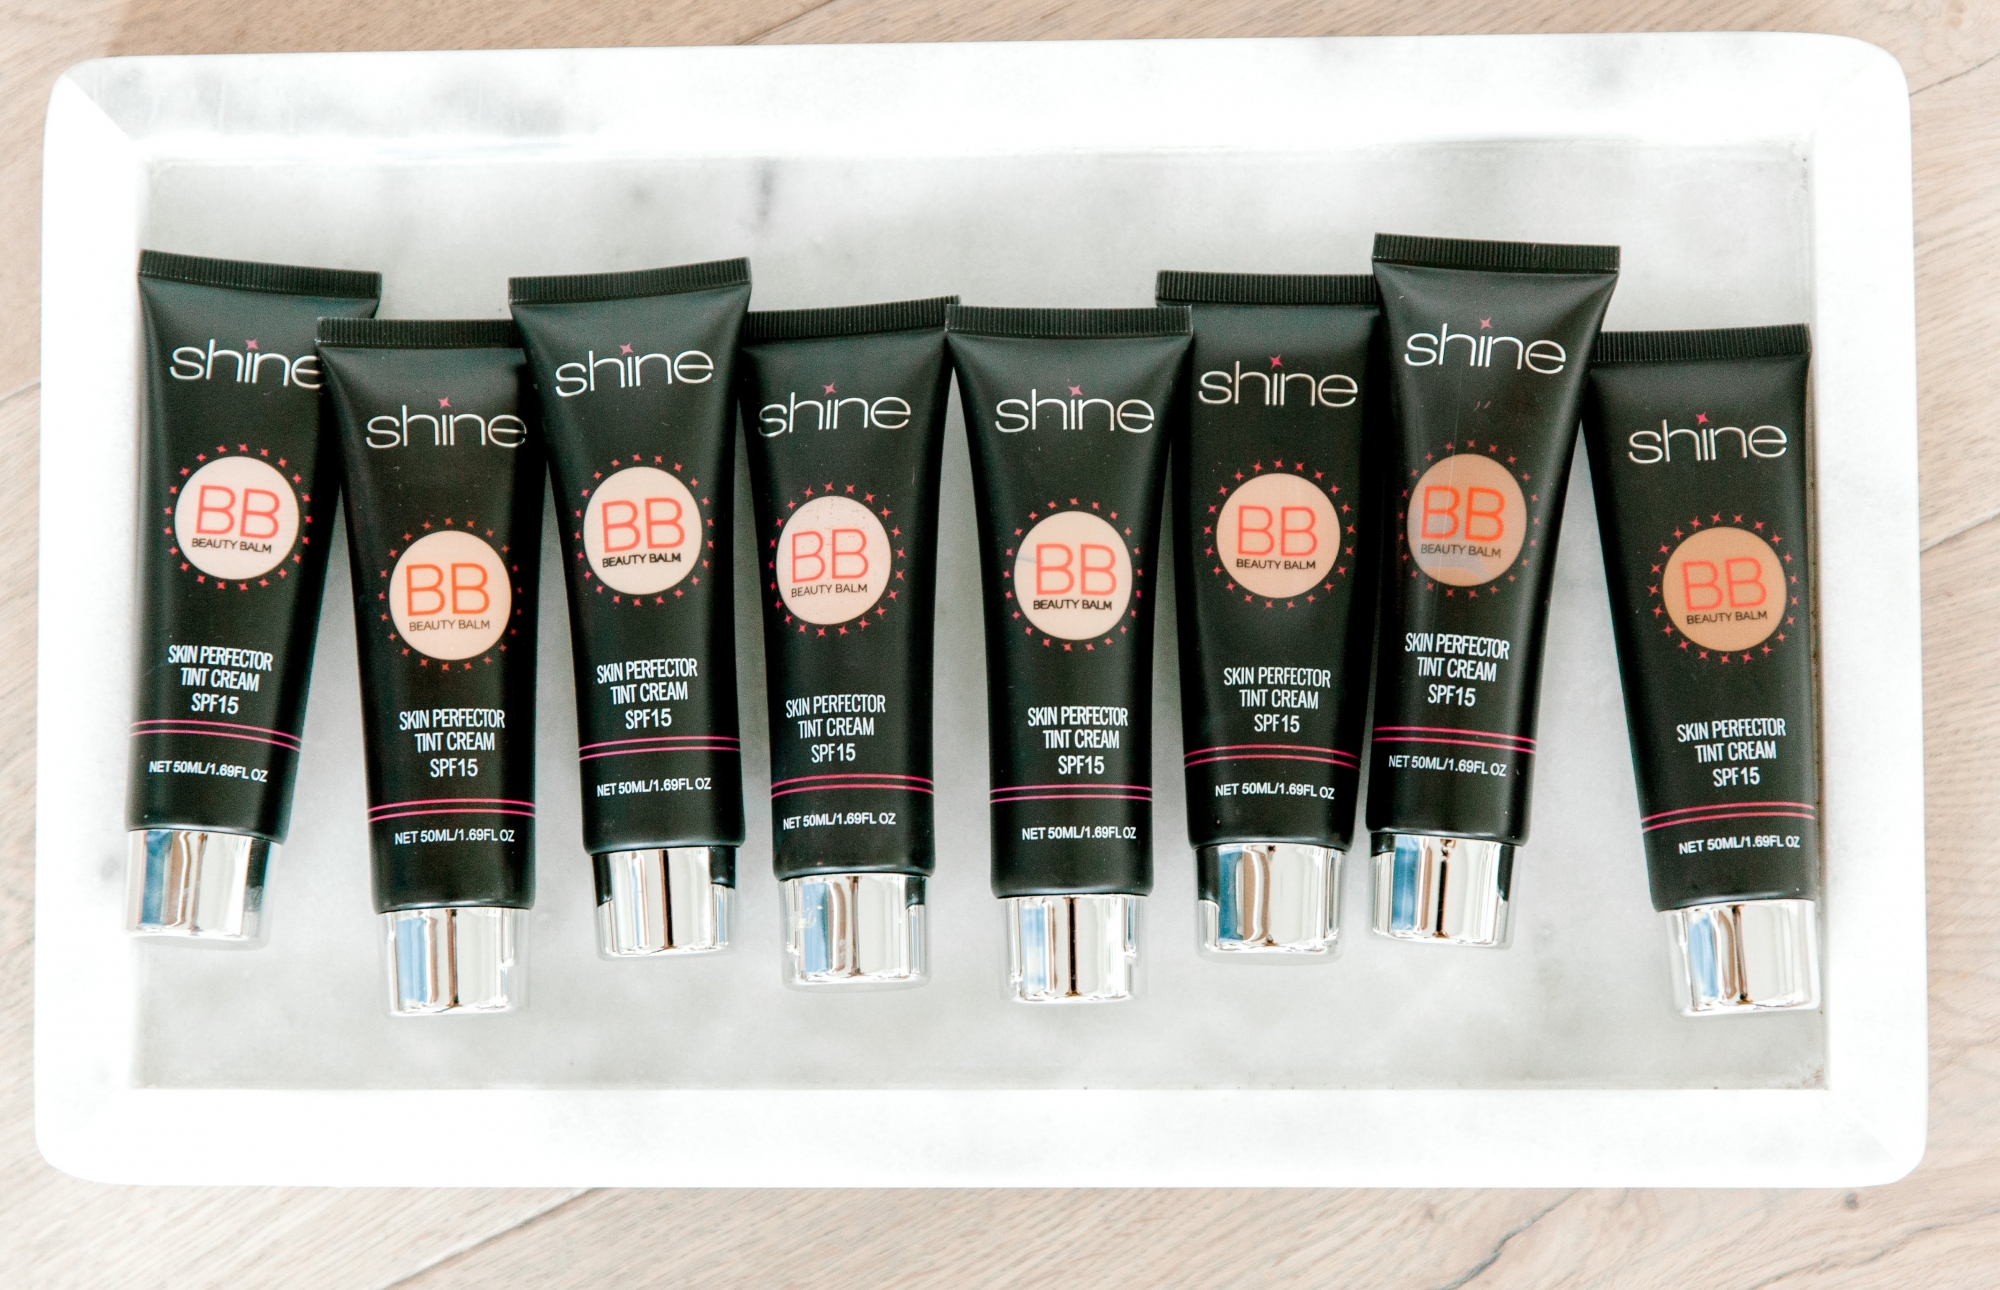 shine
BB
BEAUTY BALM
SKIN PERFECTOR
TINT CREAM
SPF15
NET 50ML/1.69FL OZ
shine
BB
BEAUTY BALM
SKIN PERFECTOR
TINT CREAM
SPF15
NET 50ML/1.69FL OZ
shine
BB
BEAUTY BALM
SKIN PERFECTOR
TINT CREAM
SPF15
NET 50ML/1.69FL OZ
shine
BB
BEAUTY BALM
SKIN PERFECTOR
TINT CREAM
SPF15
NET 50ML/1.69FL OZ
shine
BB
BEAUTY BALM
SKIN PERFECTOR
TINT CREAM
SPF15
NET 50ML/1.69FL OZ
shine
BB
BEAUTY BALM
SKIN PERFECTOR
TINT CREAM
SPF15
NET 50ML/1.69FL OZ
shine
BB
BEAUTY BALM
SKIN PERFECTOR
TINT CREAM
SPF15
NET 50ML/1.69FL OZ
shine
BB
BEAUTY BALM
SKIN PERFECTOR
TINT CREAM
SPF15
NET 50ML/1.69FL OZ